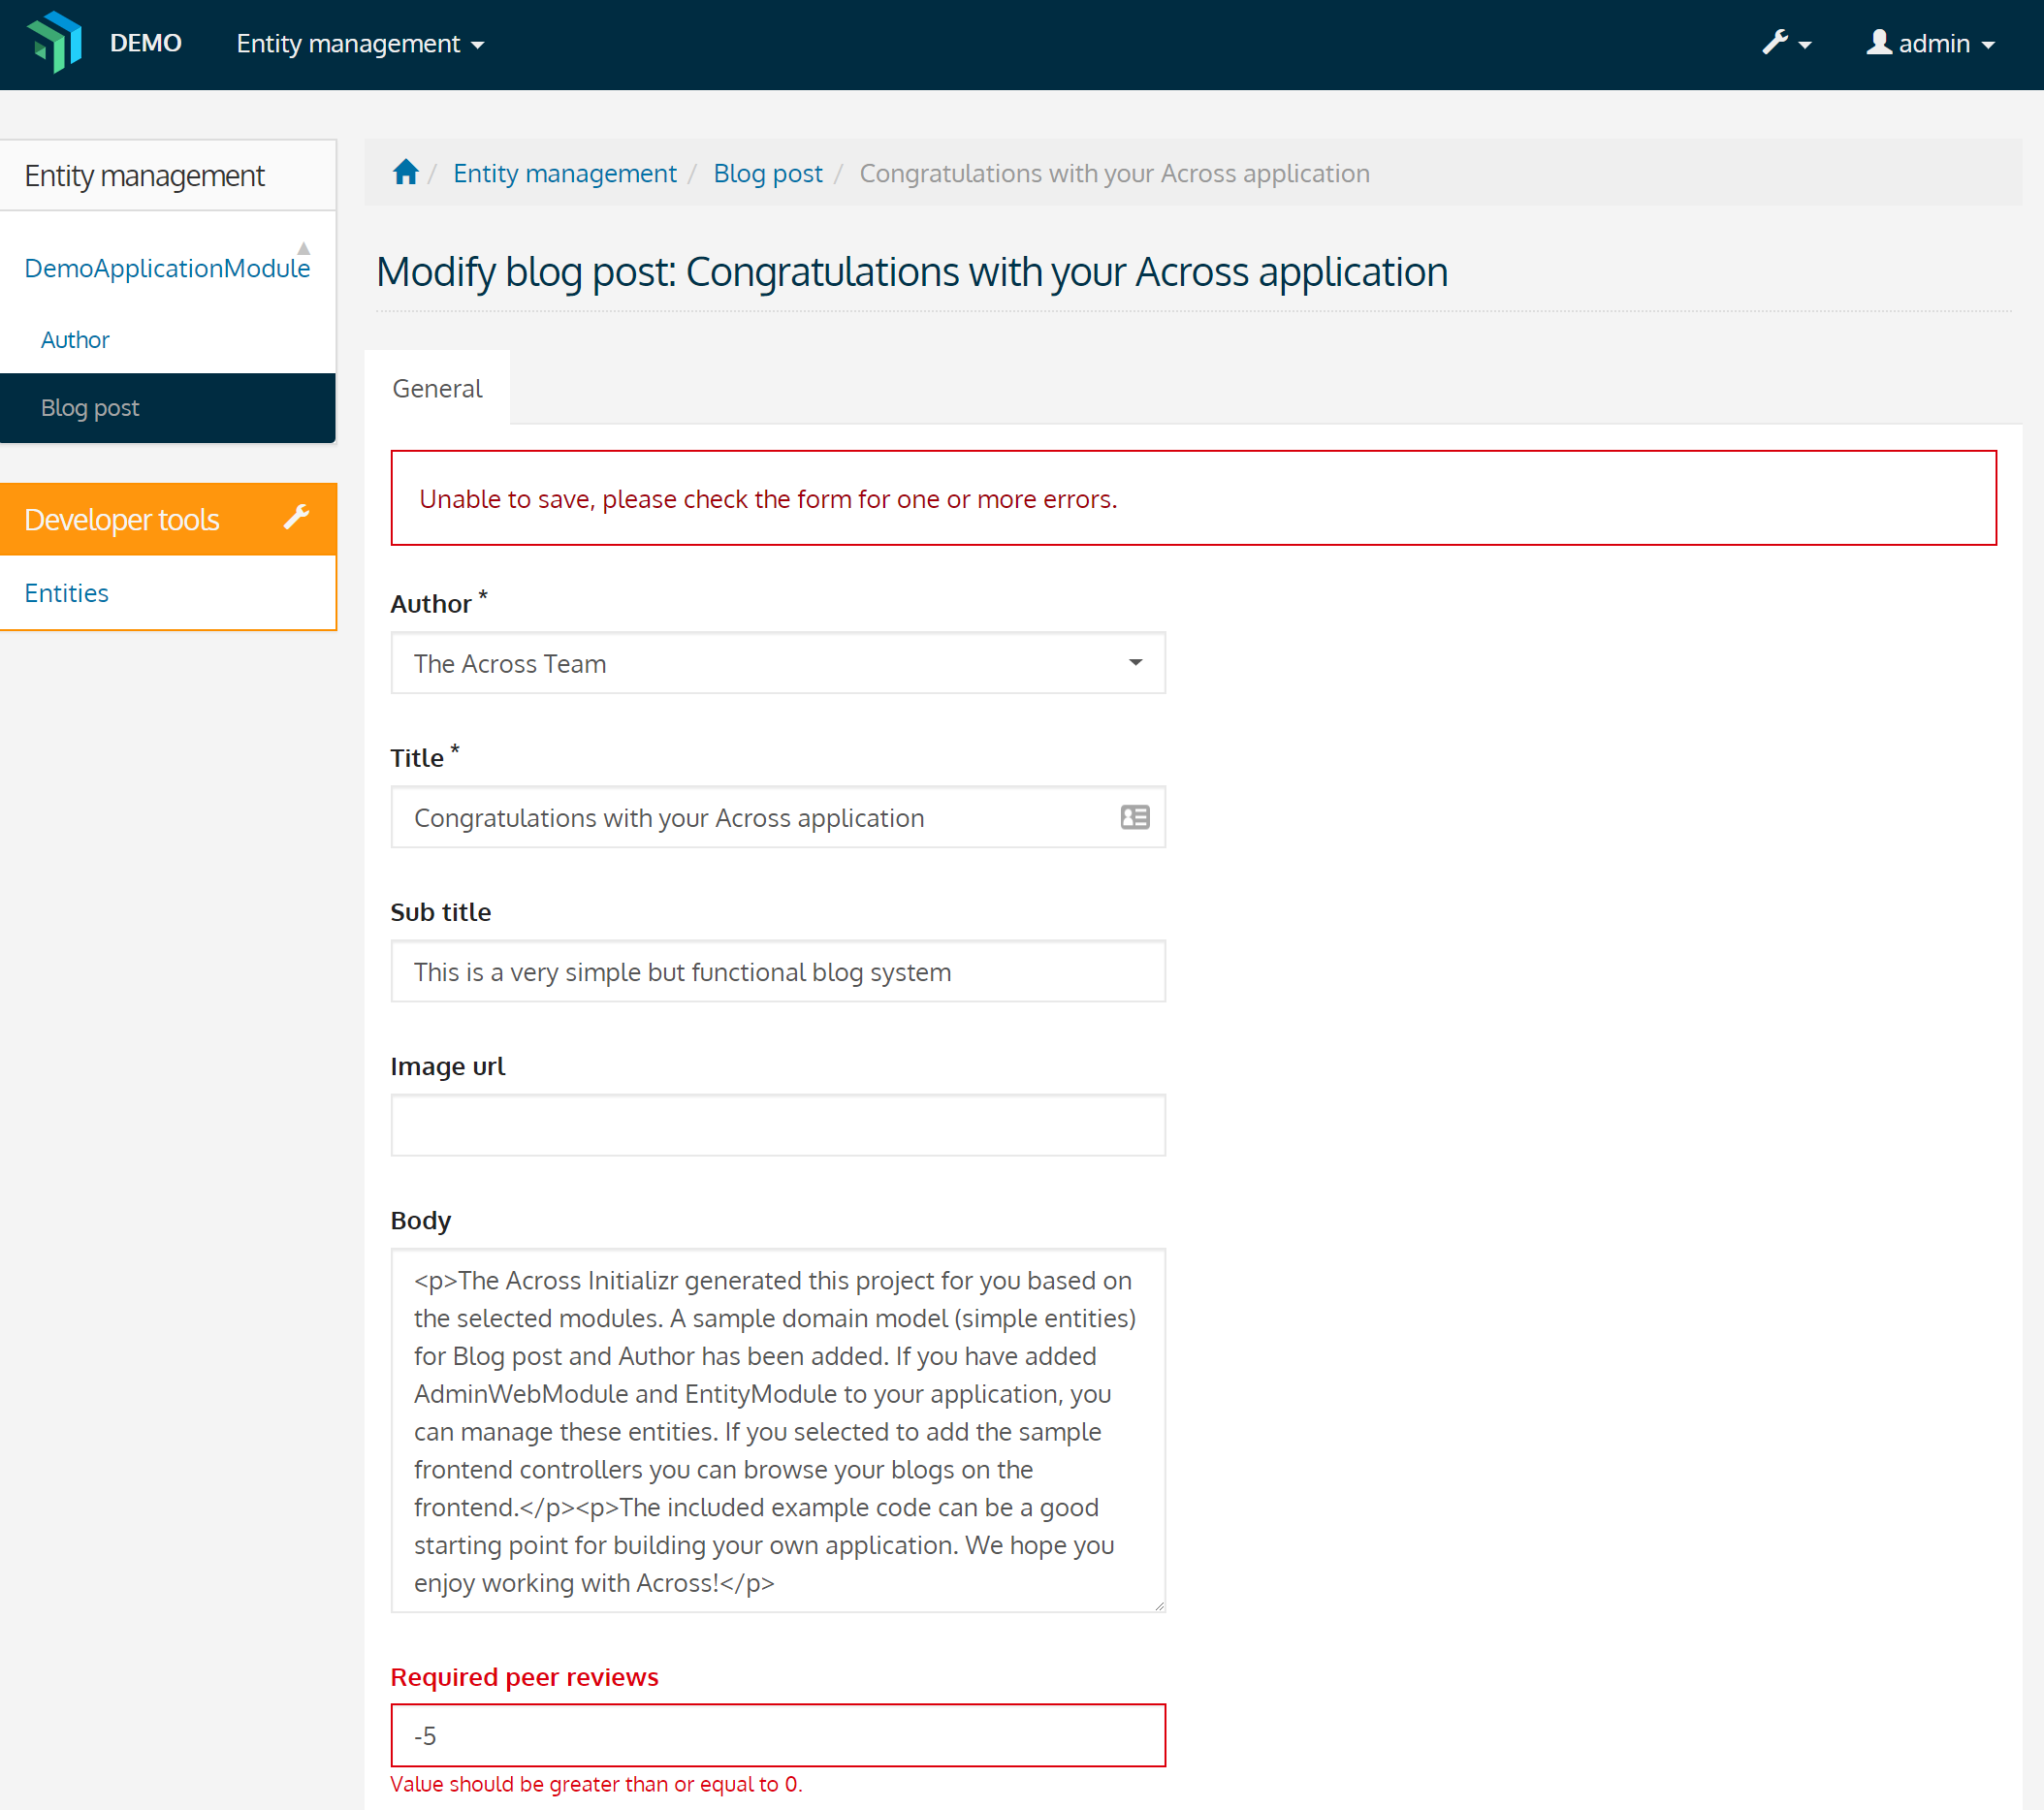 DEMO Entity management admin
Entity management
DemoApplicationModule
Author
Blog post
Developer tools
Entities
/ Entity management / Blog post / Congratulations with your Across application
Modify blog post: Congratulations with your Across application
General
Unable to save, please check the form for one or more errors.
Author *
The Across Team
Title *
Congratulations with your Across application
Sub title
This is a very simple but functional blog system
Image url
Body
<p>The Across Initializr generated this project for you based on
the selected modules. A sample domain model (simple entities)
for Blog post and Author has been added. If you have added
AdminWebModule and EntityModule to your application, you
can manage these entities. If you selected to add the sample
frontend controllers you can browse your blogs on the
frontend.</p><p>The included example code can be a good
starting point for building your own application. We hope you
enjoy working with Across!</p>
Required peer reviews
-5
Value should be greater than or equal to 0.